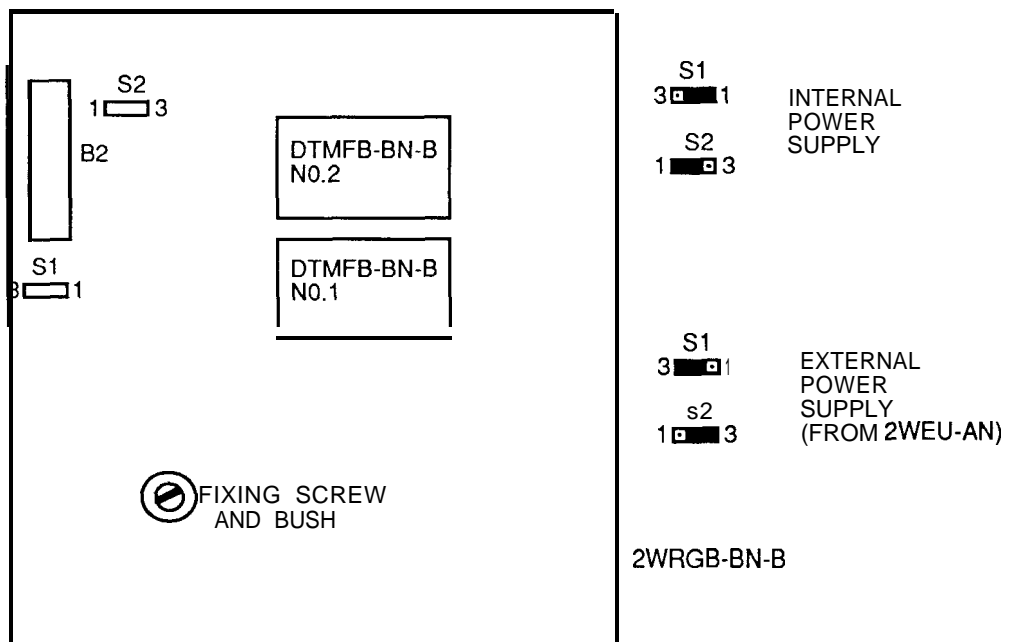 S2
1 3
B2
S1
3 1
DTMFB-BN-B
N0.2
DTMFB-BN-B
N0.1
FIXING SCREW
AND BUSH
S1
3 1
S2
1 3
INTERNAL
POWER
SUPPLY
S1
3 1
s2
1 3
EXTERNAL
POWER
SUPPLY
(FROM 2WEU-AN)
2WRGB-BN-B